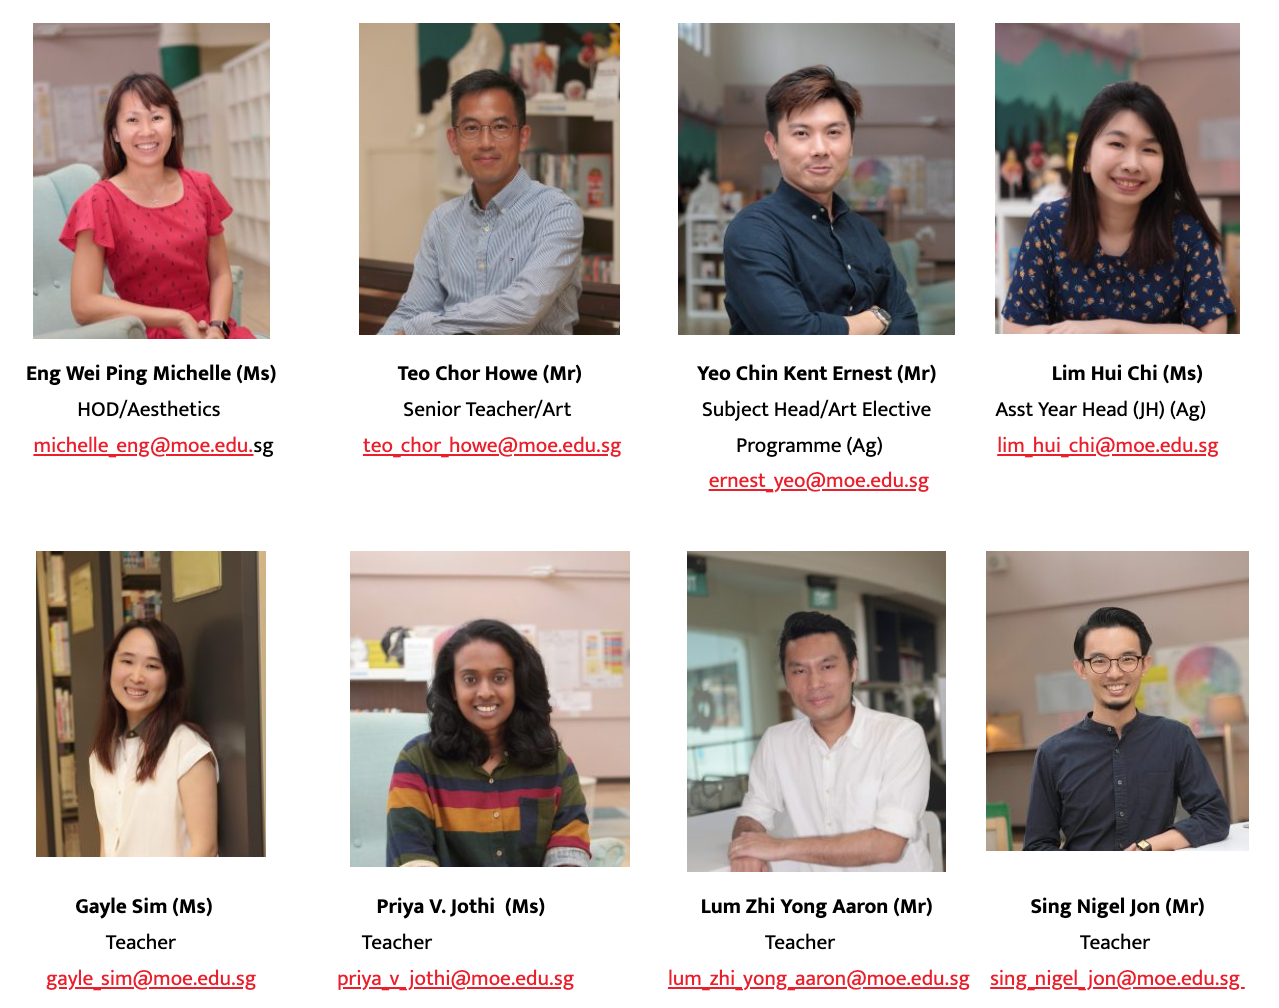 Eng Wei Ping Michelle (Ms)
HOD/Aesthetics
michelle_eng@moe.edu.sg
Teo Chor Howe (Mr)
Senior Teacher/Art
teo_chor_howe@moe.edu.sg
Yeo Chin Kent Ernest (Mr)
Subject Head/Art Elective
Programme (Ag)
ernest_yeo@moe.edu.sg
Lim Hui Chi (Ms)
Asst Year Head (JH) (Ag)
lim_hui_chi@moe.edu.sg
Gayle Sim (Ms)
Teacher
gayle_sim@moe.edu.sg
Priya V. Jothi  (Ms)
Teacher
priya_v_jothi@moe.edu.sg
Lum Zhi Yong Aaron (Mr)
Teacher
lum_zhi_yong_aaron@moe.edu.sg
Sing Nigel Jon (Mr)
Teacher
sing_nigel_jon@moe.edu.sg